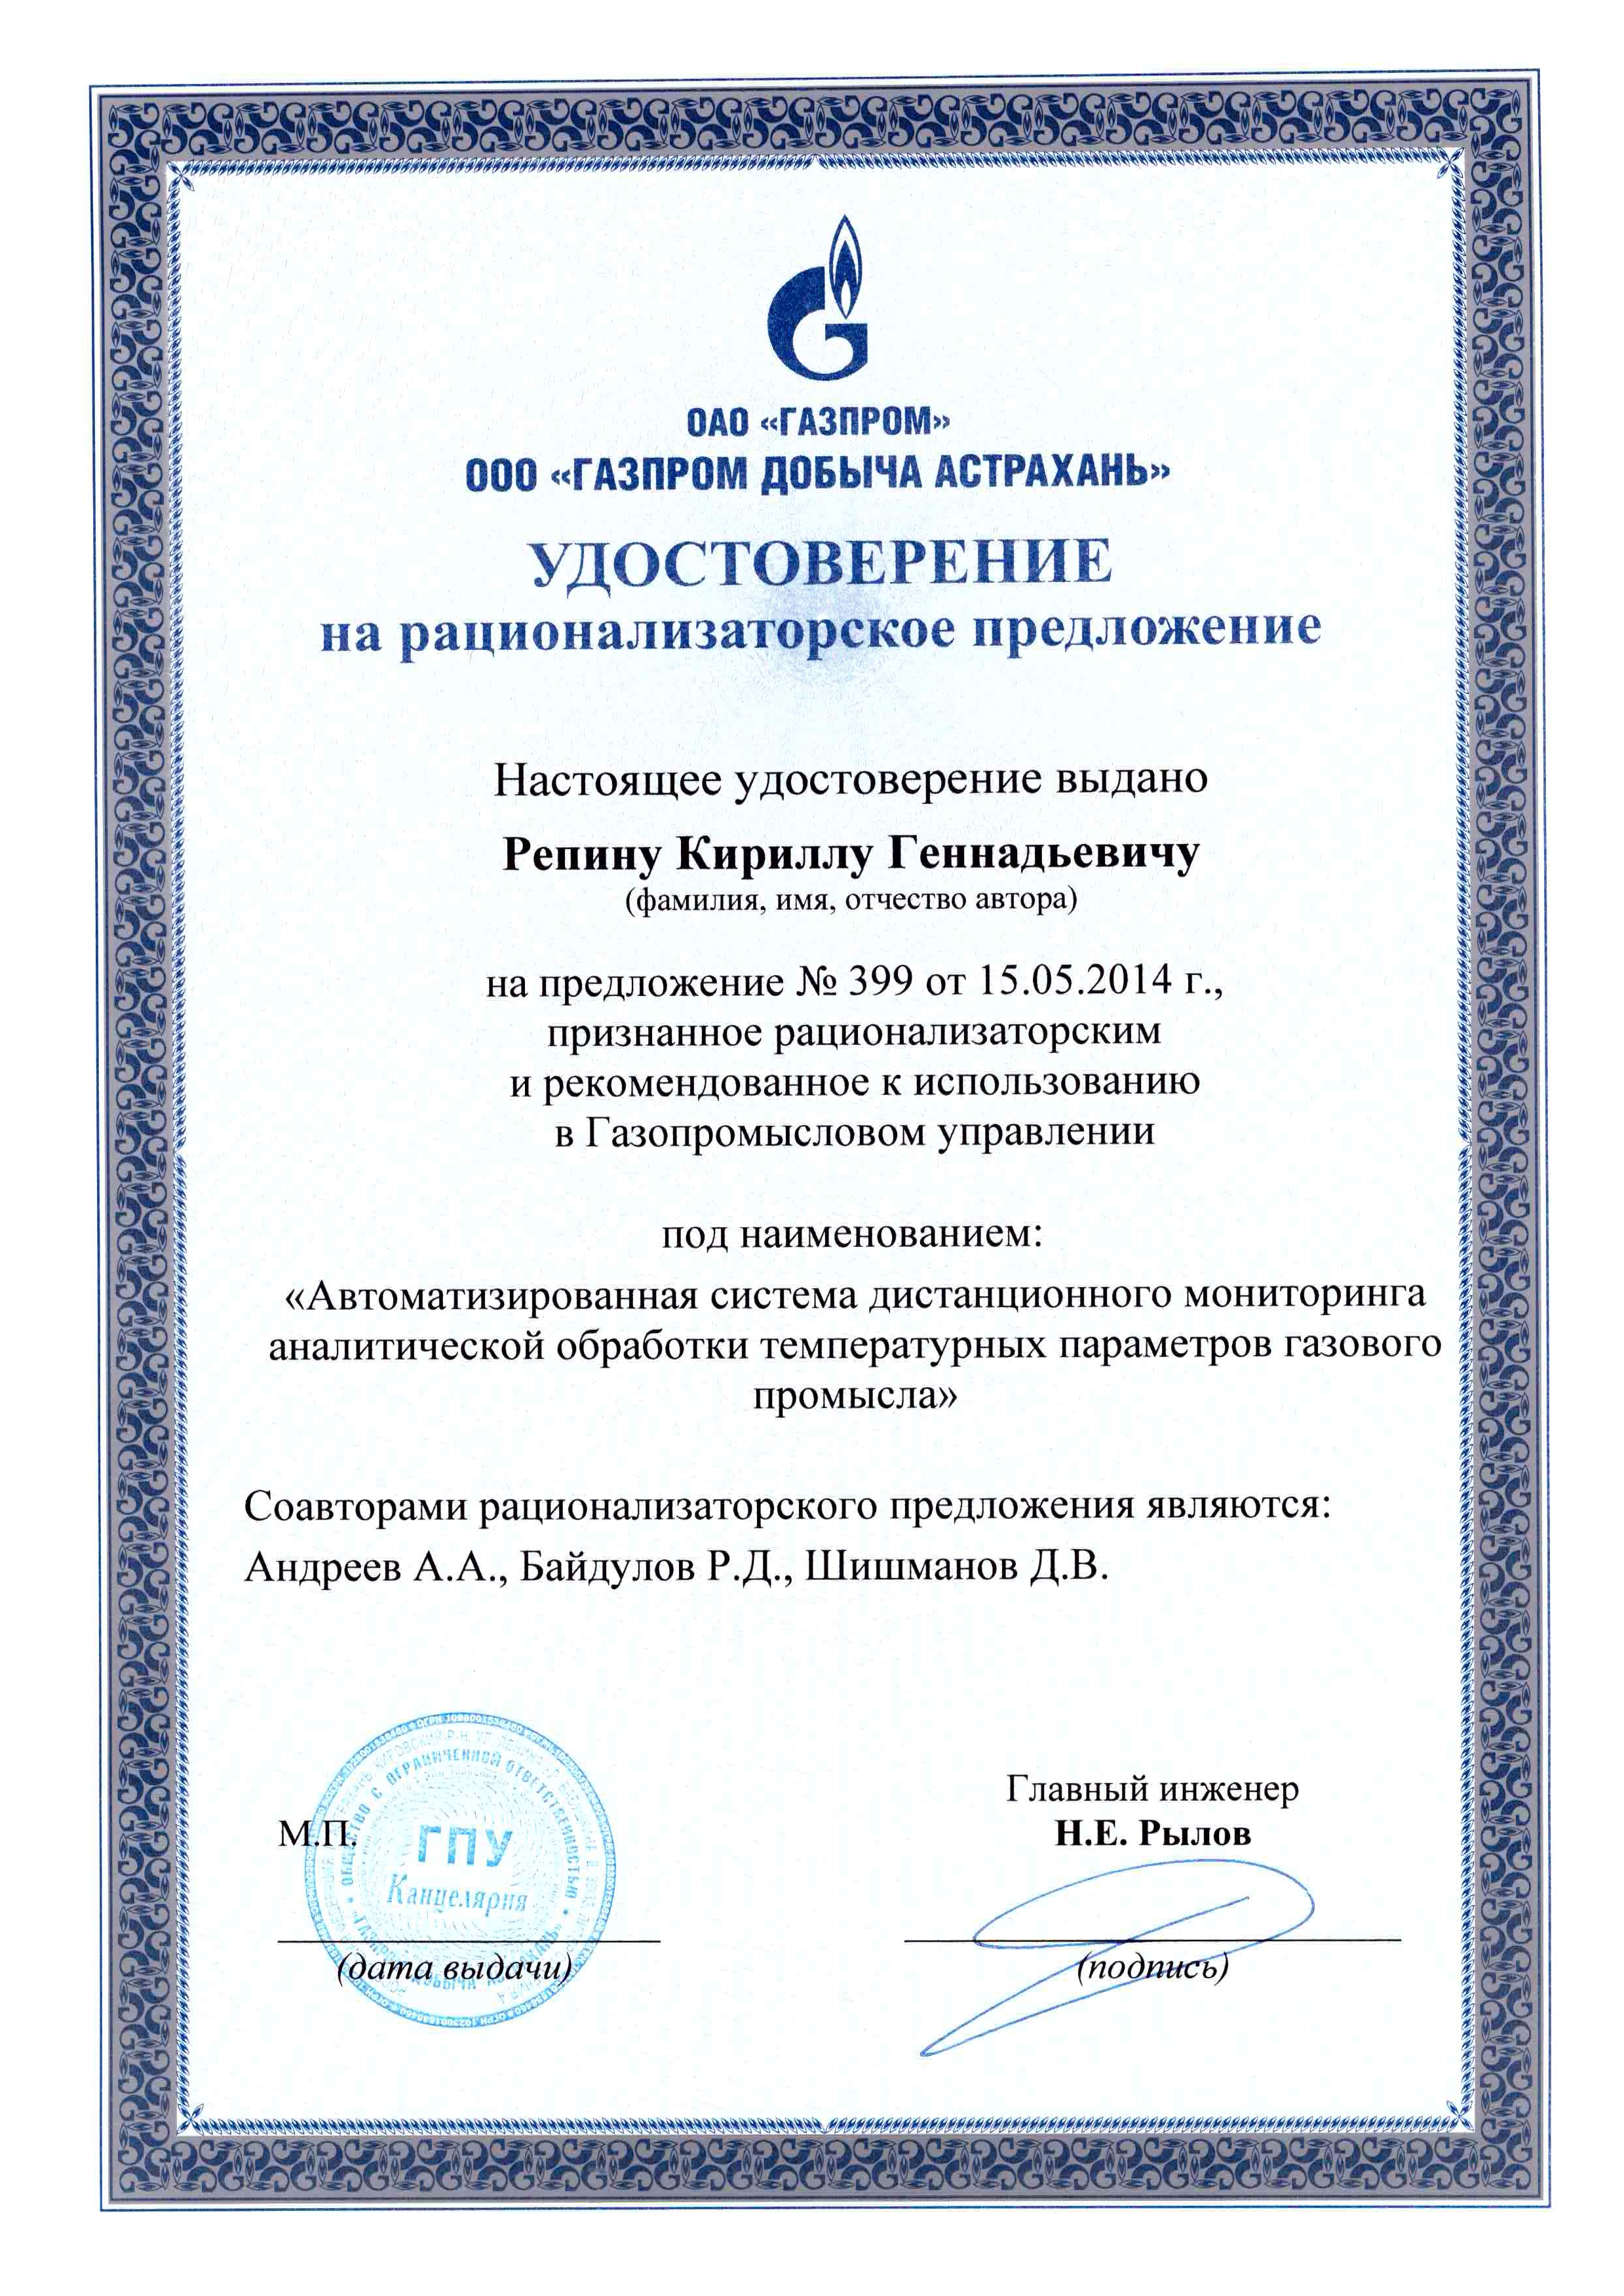 ОАО «ГАЗПРОМ»
ООО «ГАЗПРОМ ДОБЫЧА АСТРАХАНЬ»
УДОСТОВЕРЕНИЕ
на рационализаторское предложение
Настоящее удостоверение выдано
Репину Кириллу Геннадьевичу
(фамилия, имя, отчество автора)
на предложение № 399 от 15.05.2014 г.,
признанное рационализаторским
и рекомендованное к использованию
в Газопромысловом управлении
под наименованием:
«Автоматизированная система дистанционного мониторинга
аналитической обработки температурных параметров газового
промысла»
Соавторами рационализаторского предложения являются:
Андреев А.А., Байдулов Р.Д., Шишманов Д.В.
Главный инженер
М.П.
Н.Е. Рылов
ОБЩЕСТВО С ОГРАНИЧЕННОЙ ОТВЕТСТВЕННОСТЬЮ
ГПУ
Канцелярия
(дата выдачи)
(подпись)